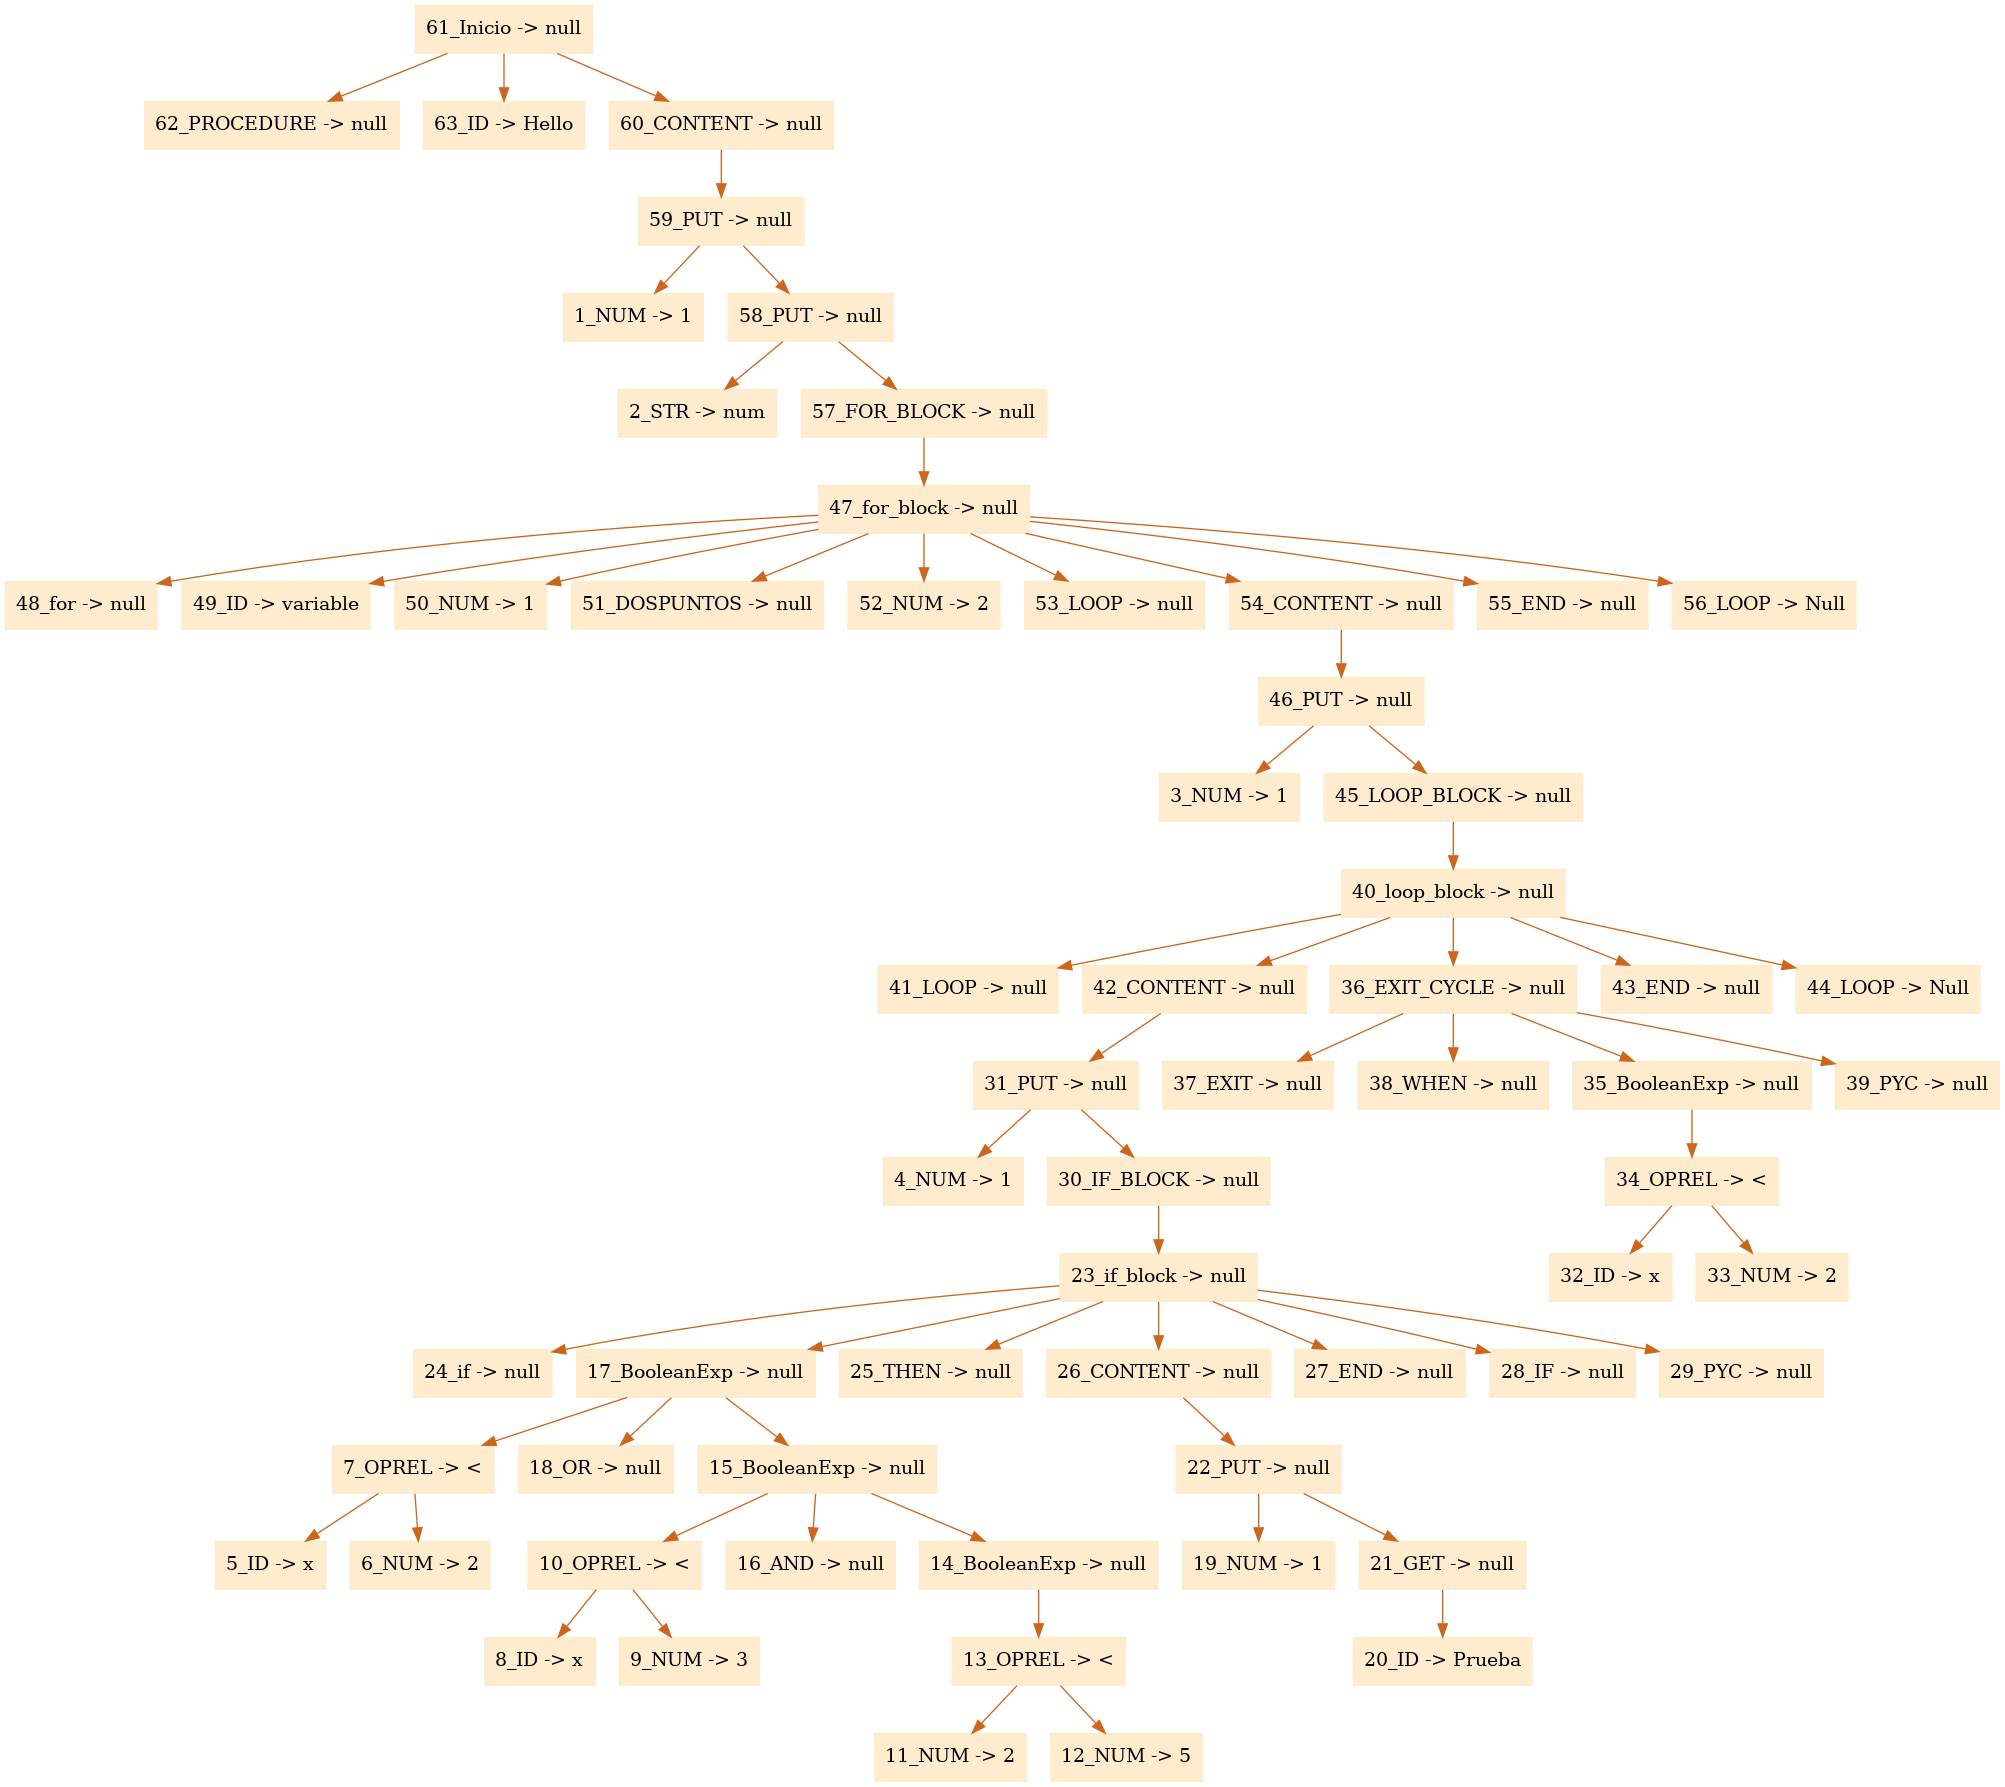 61_Inicio -> null
62_PROCEDURE -> null
63_ID -> Hello
60_CONTENT -> null
59_PUT -> null
1_NUM -> 1
58_PUT -> null
2_STR -> num
57_FOR_BLOCK -> null
47_for_block -> null
48_for -> null
49_ID -> variable
50_NUM -> 1
51_DOSPUNTOS -> null
52_NUM -> 2
53_LOOP -> null
54_CONTENT -> null
55_END -> null
56_LOOP -> Null
46_PUT -> null
3_NUM -> 1
45_LOOP_BLOCK -> null
40_loop_block -> null
41_LOOP -> null
42_CONTENT -> null
36_EXIT_CYCLE -> null
43_END -> null
44_LOOP -> Null
31_PUT -> null
37_EXIT -> null
38_WHEN -> null
35_BooleanExp -> null
39_PYC -> null
4_NUM -> 1
30_IF_BLOCK -> null
34_OPREL -> <
23_if_block -> null
32_ID -> x
33_NUM -> 2
24_if -> null
17_BooleanExp -> null
25_THEN -> null
26_CONTENT -> null
27_END -> null
28_IF -> null
29_PYC -> null
7_OPREL -> <
18_OR -> null
15_BooleanExp -> null
22_PUT -> null
5_ID -> x
6_NUM -> 2
10_OPREL -> <
16_AND -> null
14_BooleanExp -> null
19_NUM -> 1
21_GET -> null
8_ID -> x
9_NUM -> 3
13_OPREL -> <
20_ID -> Prueba
11_NUM -> 2
12_NUM -> 5